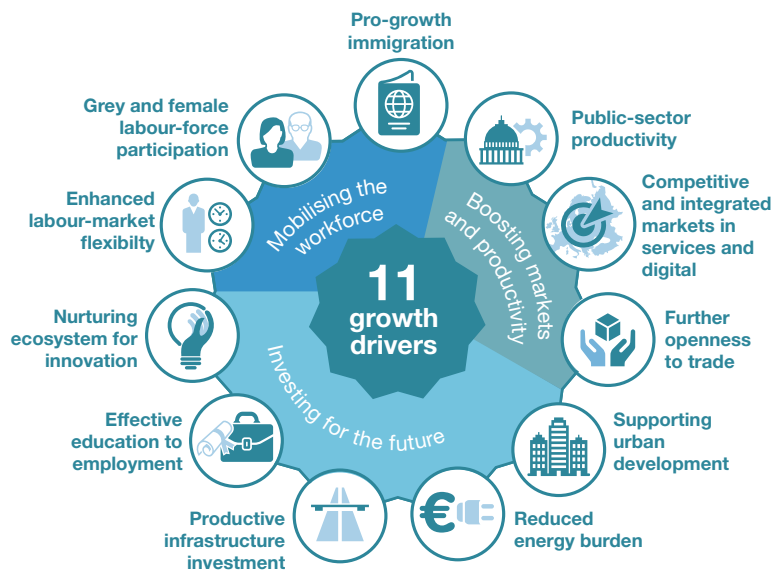 Pro-growth
immigration
Public-sector
productivity
Competitive
and integrated
markets in
services and
digital
Further
openness
to trade
Supporting
urban
development
Reduced
energy burden
Productive
infrastructure
investment
Effective
education to
employment
Nurturing
ecosystem for
innovation
Enhanced
labour-market
flexibilty
Grey and female
labour-force
participation
Mobilising the
workforce
Boosting markets
and productivity
Investing for the future
11
growth
drivers
€